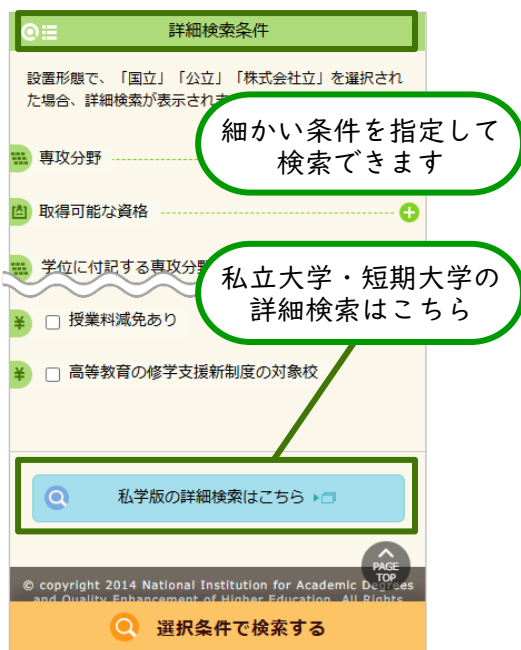 詳細検索条件
設置形態で、「国立」「公立」「株式会社立」を選択され
た場合、詳細検索が表示されま
細かい条件を指定して
検索できます
専攻分野
取得可能な資格
学位に付記する専攻分野
私立大学・短期大学の
詳細検索はこちら
¥ 授業料減免あり
¥ 高等教育の修学支援新制度の対象校
私学版の詳細検索はこちら
PAGE
TOP
© copyright 2014 National Institution for Academic Degrees
and Quality Enhancement of Higher Education. All Rights
選択条件で検索する